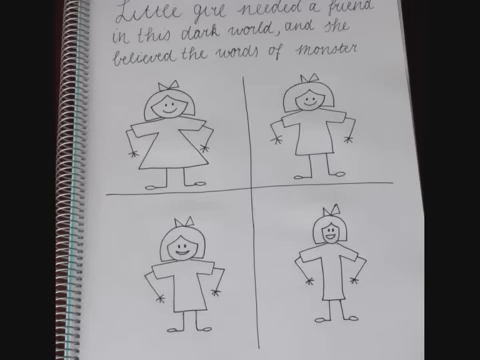 Little girl needed a friend
in this dark world, and she
believed the words of monster